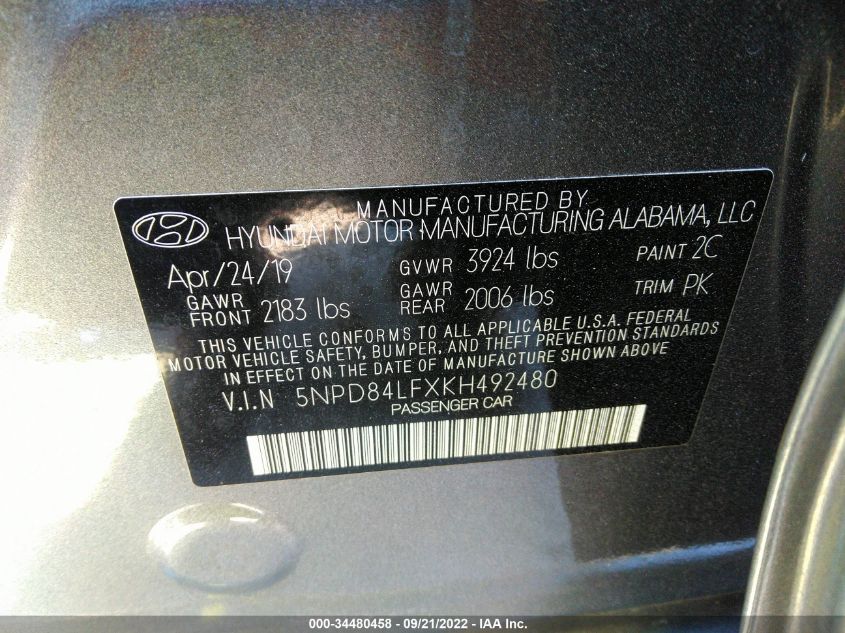 MANUFACTURED BY
HYUNDAI MOTOR MANUFACTURING ALABAMA, LLC
Apr/24/19 GVWR 3924 lbs PAINT 2C
GAWR FRONT 2183 lbs GAWR REAR 2006 lbs TRIM PK
THIS VEHICLE CONFORMS TO ALL APPLICABLE U.S.A. FEDERAL
MOTOR VEHICLE SAFETY, BUMPER, AND THEFT PREVENTION STANDARDS
IN EFFECT ON THE DATE OF MANUFACTURE SHOWN ABOVE
V.I.N 5NPD84LFXKH492480
PASSENGER CAR
000-34480458 - 09/21/2022 - IAA Inc.